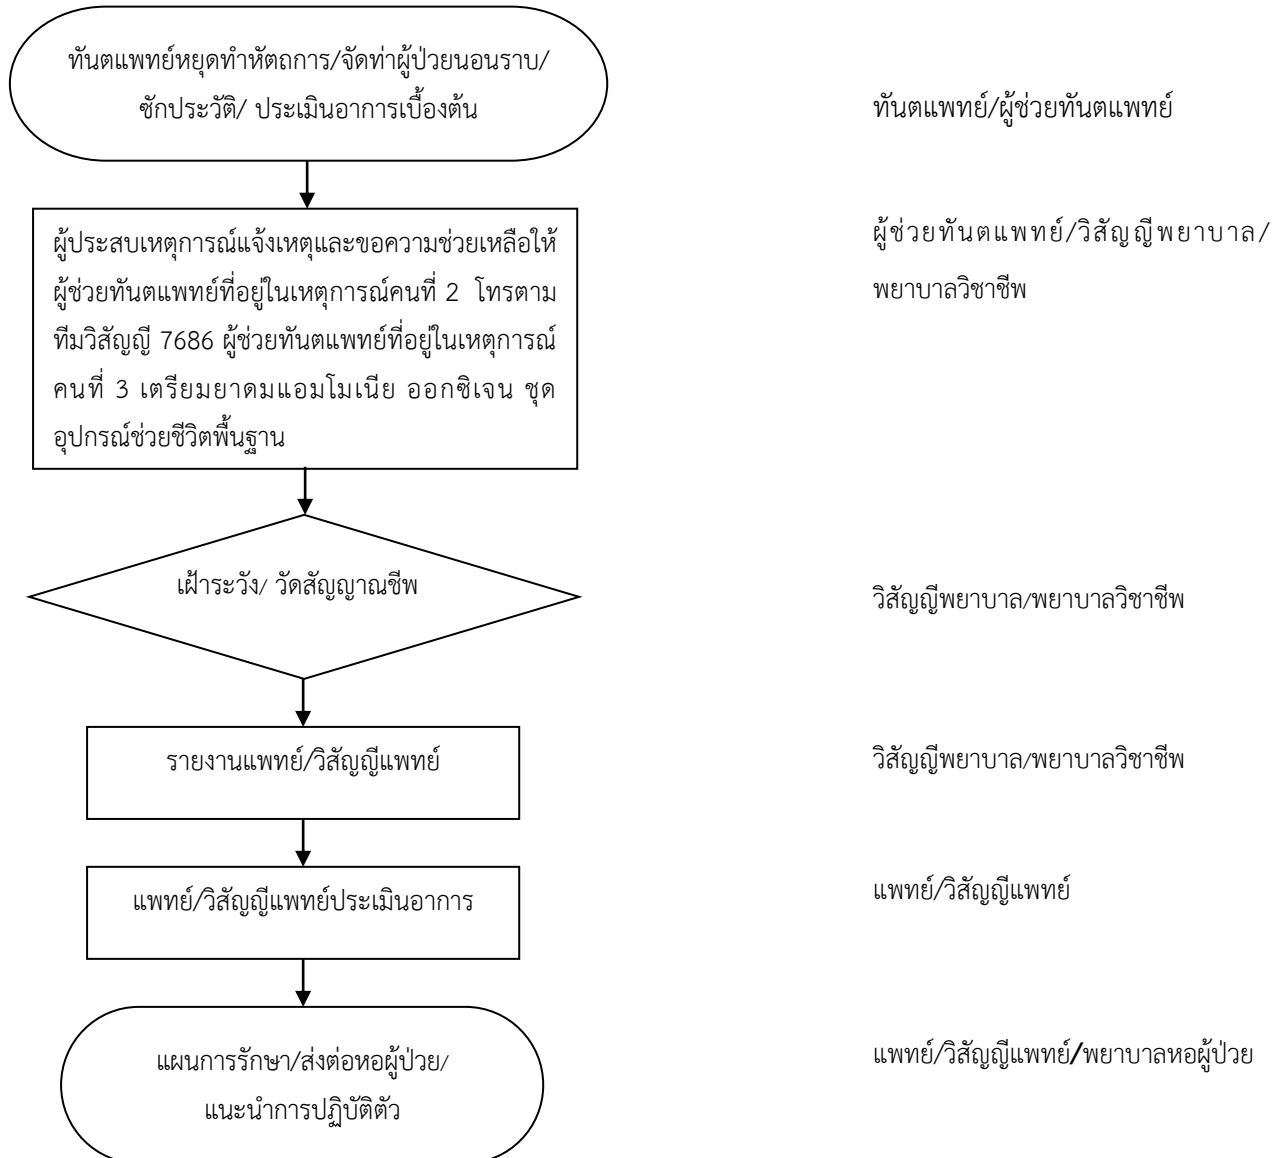 ทันตแพทย์หยุดทำหัตถการ/จัดท่าผู้ป่วยนอนราบ/
ซักประวัติ/ ประเมินอาการเบื้องต้น
ทันตแพทย์/ผู้ช่วยทันตแพทย์
ผู้ประสบเหตุการณ์แจ้งเหตุและขอความช่วยเหลือให้
ผู้ช่วยทันตแพทย์ที่อยู่ในเหตุการณ์คนที่ 2 โทรตาม
ทีมวิสัญญี 7686 ผู้ช่วยทันตแพทย์ที่อยู่ในเหตุการณ์
คนที่ 3 เตรียมยาดมแอมโมเนีย ออกซิเจน ชุด
อุปกรณ์ช่วยชีวิตพื้นฐาน
ผู้ช่วยทันตแพทย์/วิสัญญีพยาบาล/
พยาบาลวิชาชีพ
เฝ้าระวัง/ วัดสัญญาณชีพ
วิสัญญีพยาบาล/พยาบาลวิชาชีพ
รายงานแพทย์/วิสัญญีแพทย์
วิสัญญีพยาบาล/พยาบาลวิชาชีพ
แพทย์/วิสัญญีแพทย์ประเมินอาการ
แพทย์/วิสัญญีแพทย์
แผนการรักษา/ส่งต่อหอผู้ป่วย/
แนะนำการปฏิบัติตัว
แพทย์/วิสัญญีแพทย์/พยาบาลหอผู้ป่วย